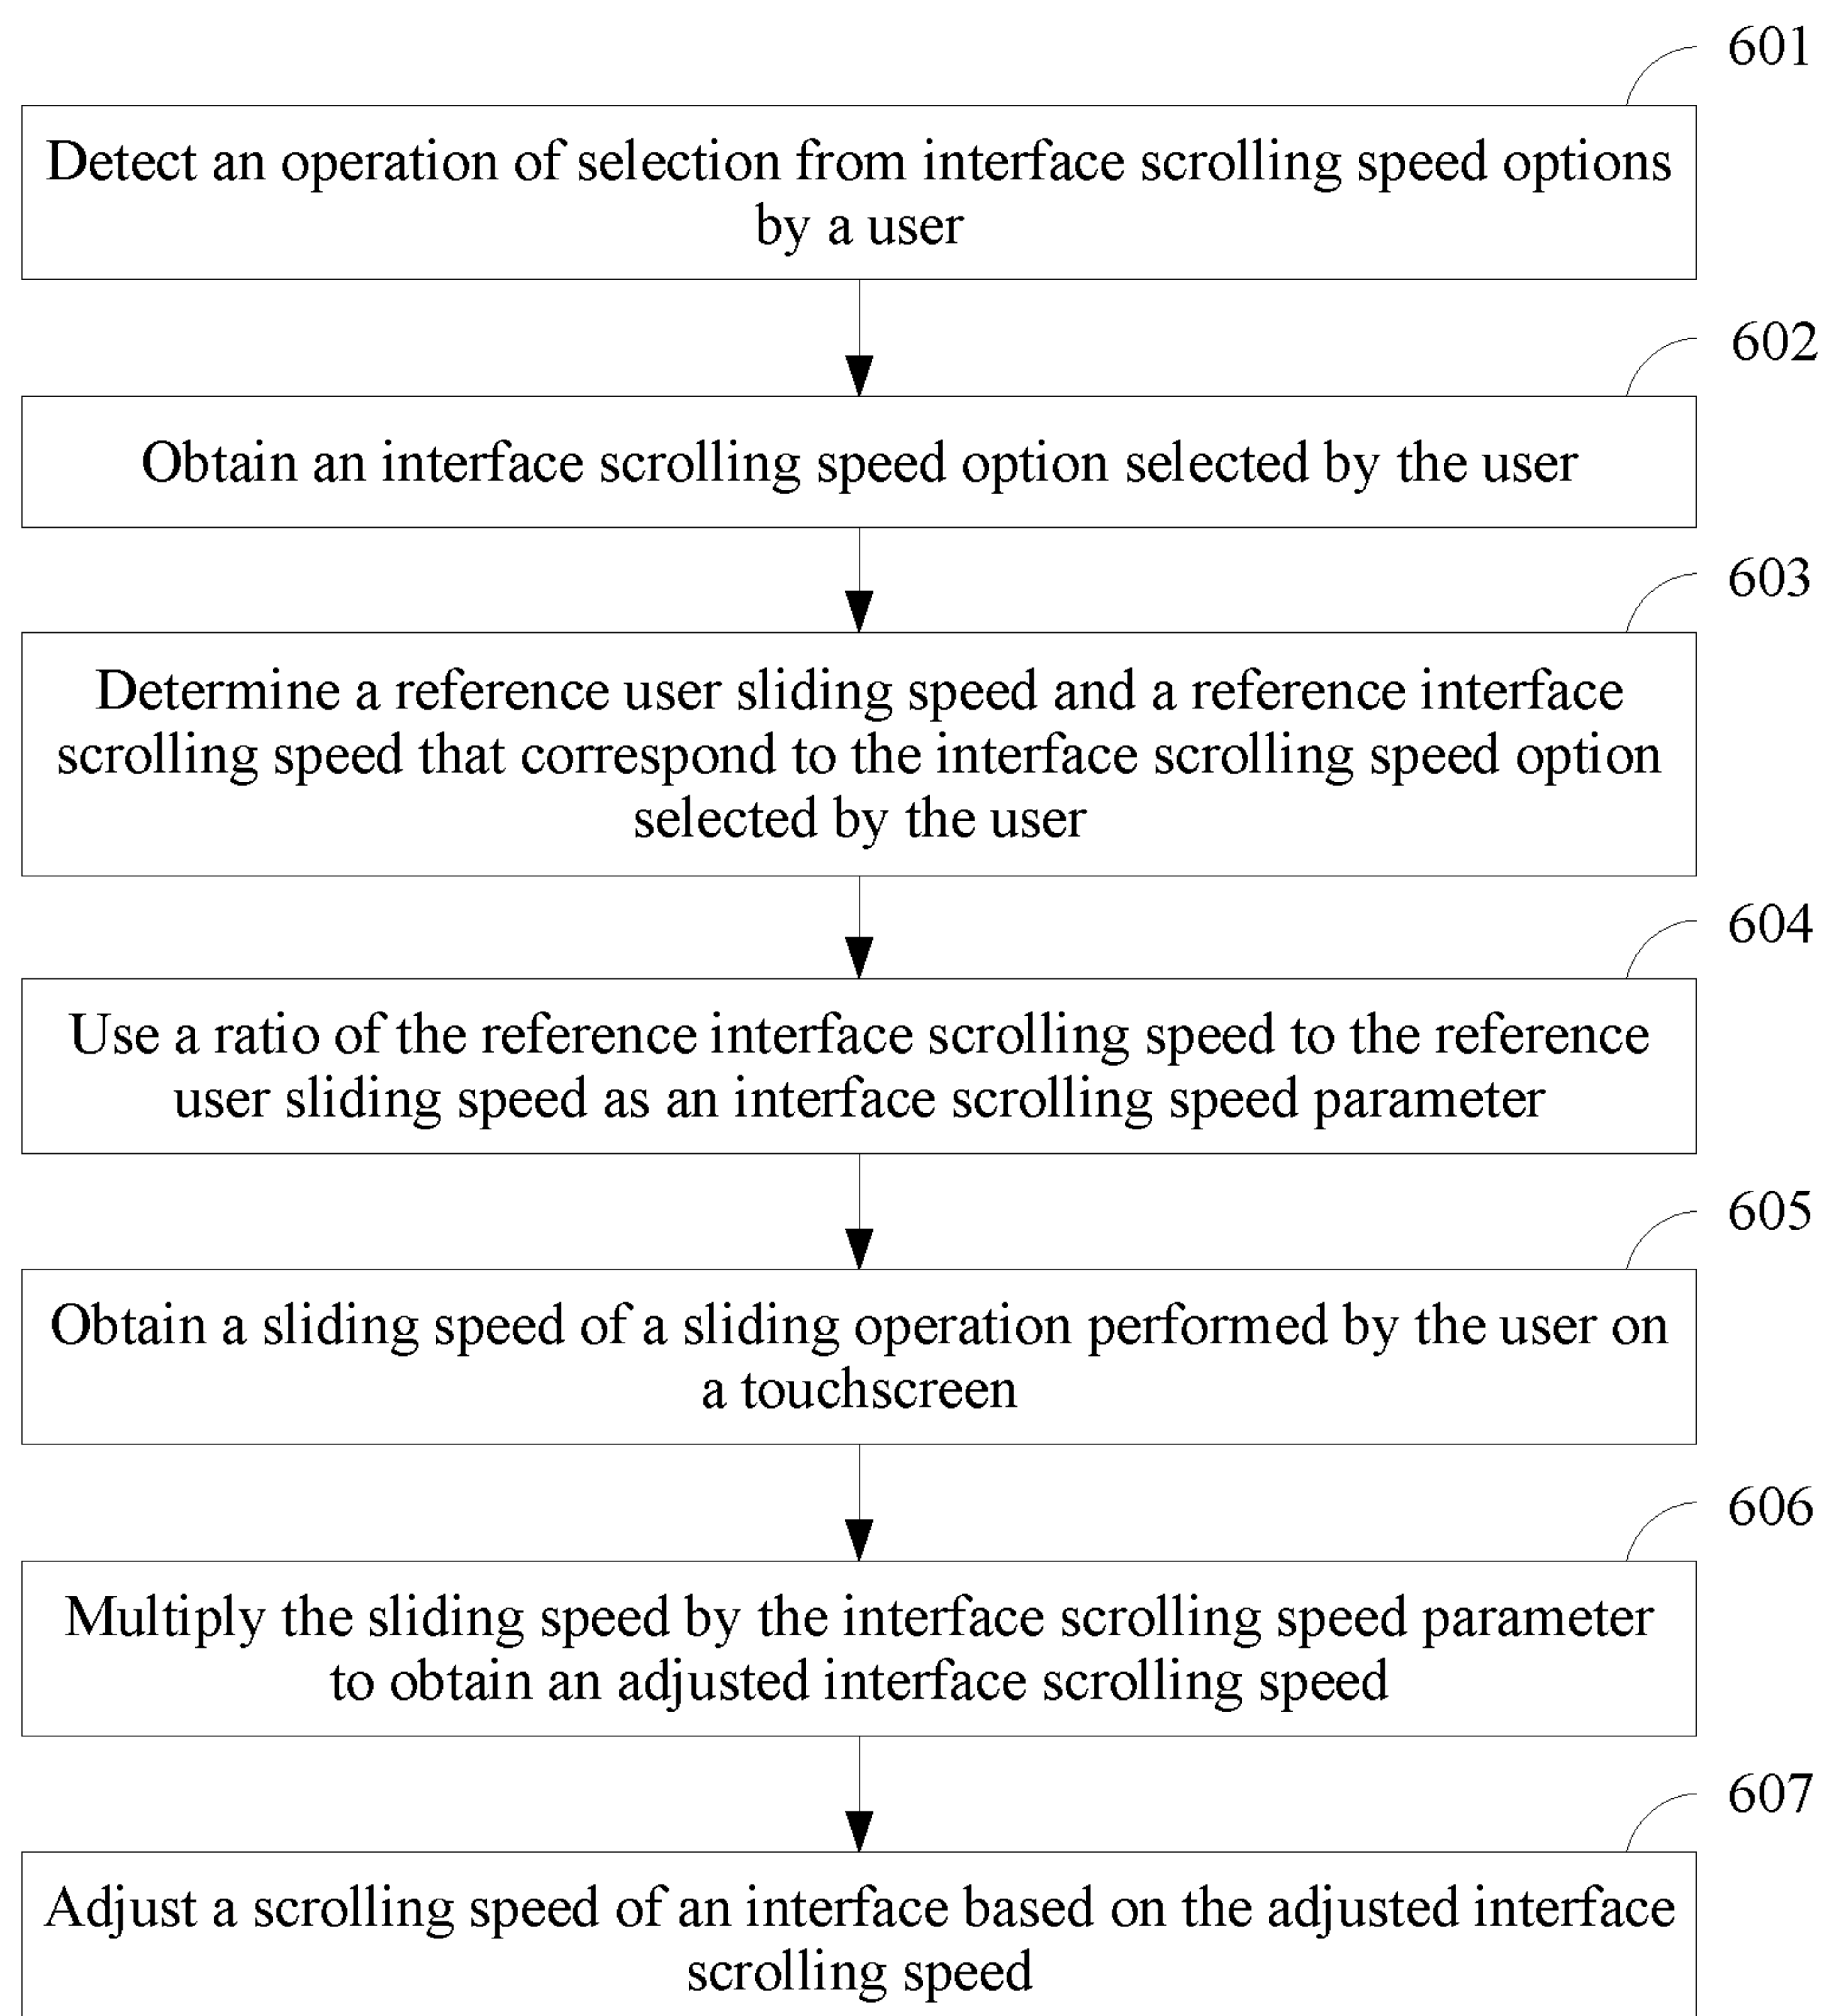 601
Detect an operation of selection from interface scrolling speed options
by a user
602
Obtain an interface scrolling speed option selected by the user
603
Determine a reference user sliding speed and a reference interface
scrolling speed that correspond to the interface scrolling speed option
selected by the user
604
Use a ratio of the reference interface scrolling speed to the reference
user sliding speed as an interface scrolling speed parameter
605
Obtain a sliding speed of a sliding operation performed by the user on
a touchscreen
606
Multiply the sliding speed by the interface scrolling speed parameter
to obtain an adjusted interface scrolling speed
607
Adjust a scrolling speed of an interface based on the adjusted interface
scrolling speed